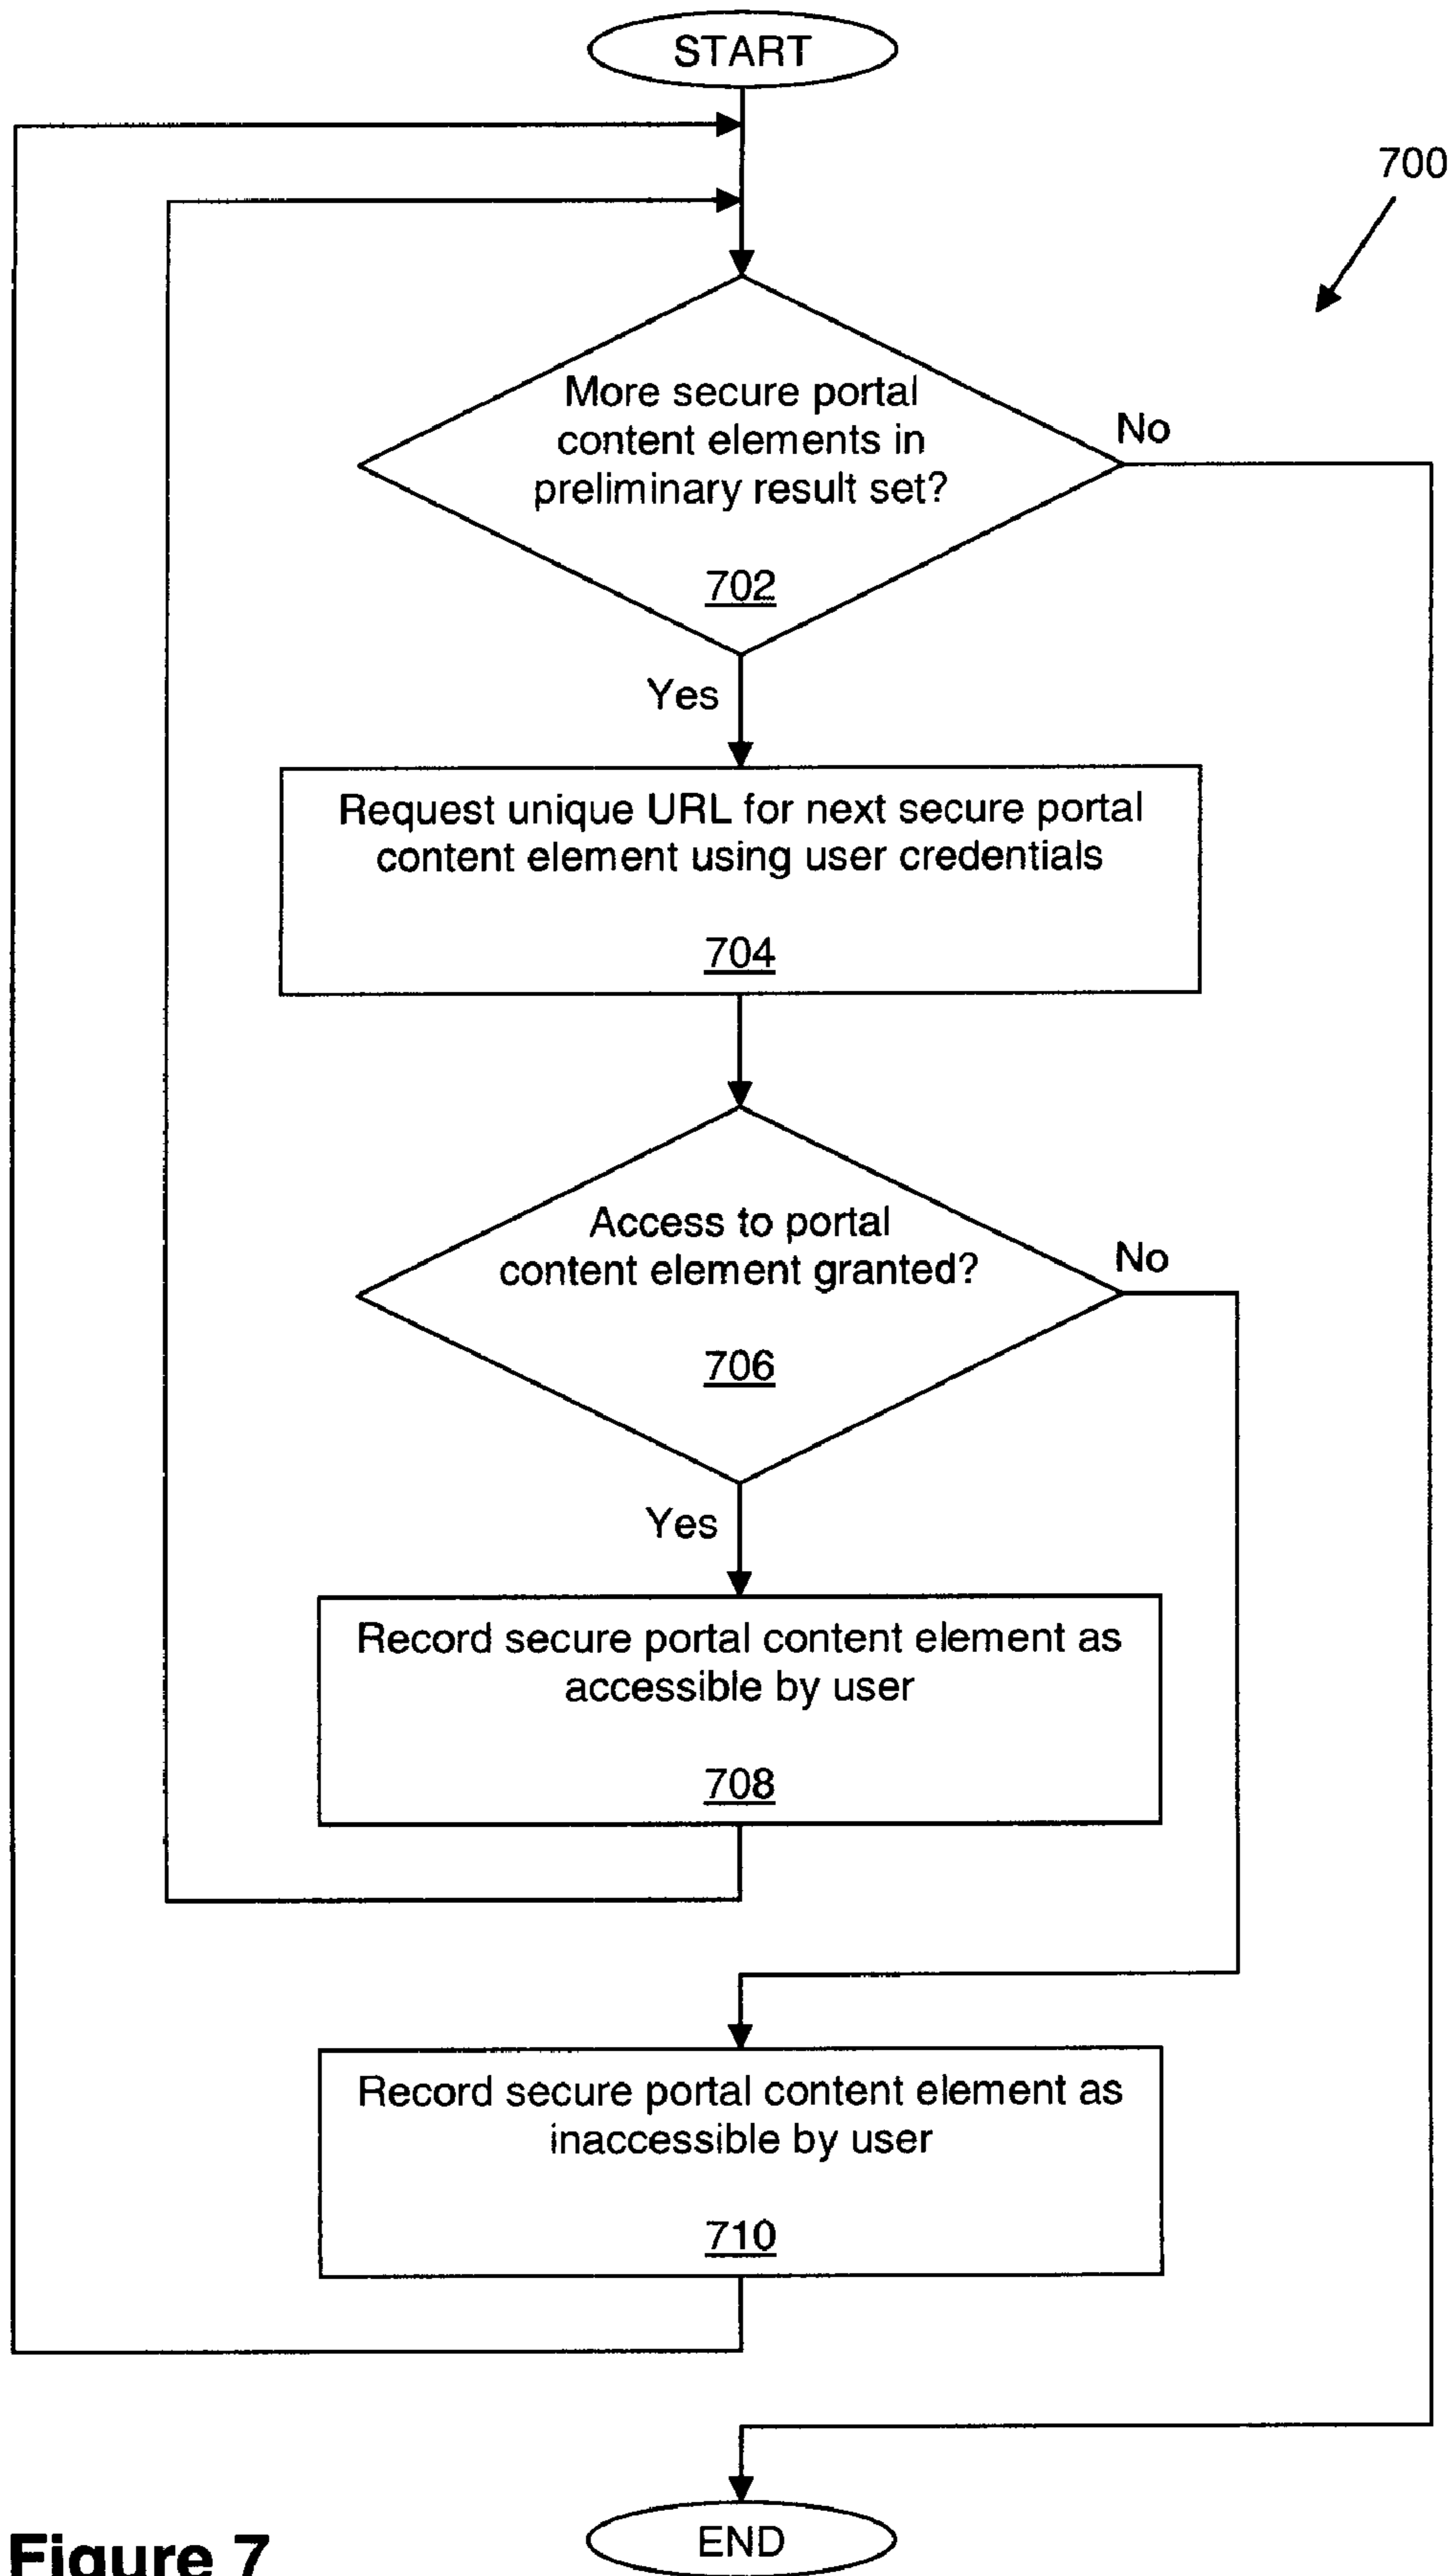 START
700
More secure portal
content elements in
preliminary result set?
702
No
Yes
Request unique URL for next secure portal
content element using user credentials
704
Access to portal
content element granted?
706
No
Yes
Record secure portal content element as
accessible by user
708
Record secure portal content element as
inaccessible by user
710
END
Figure 7